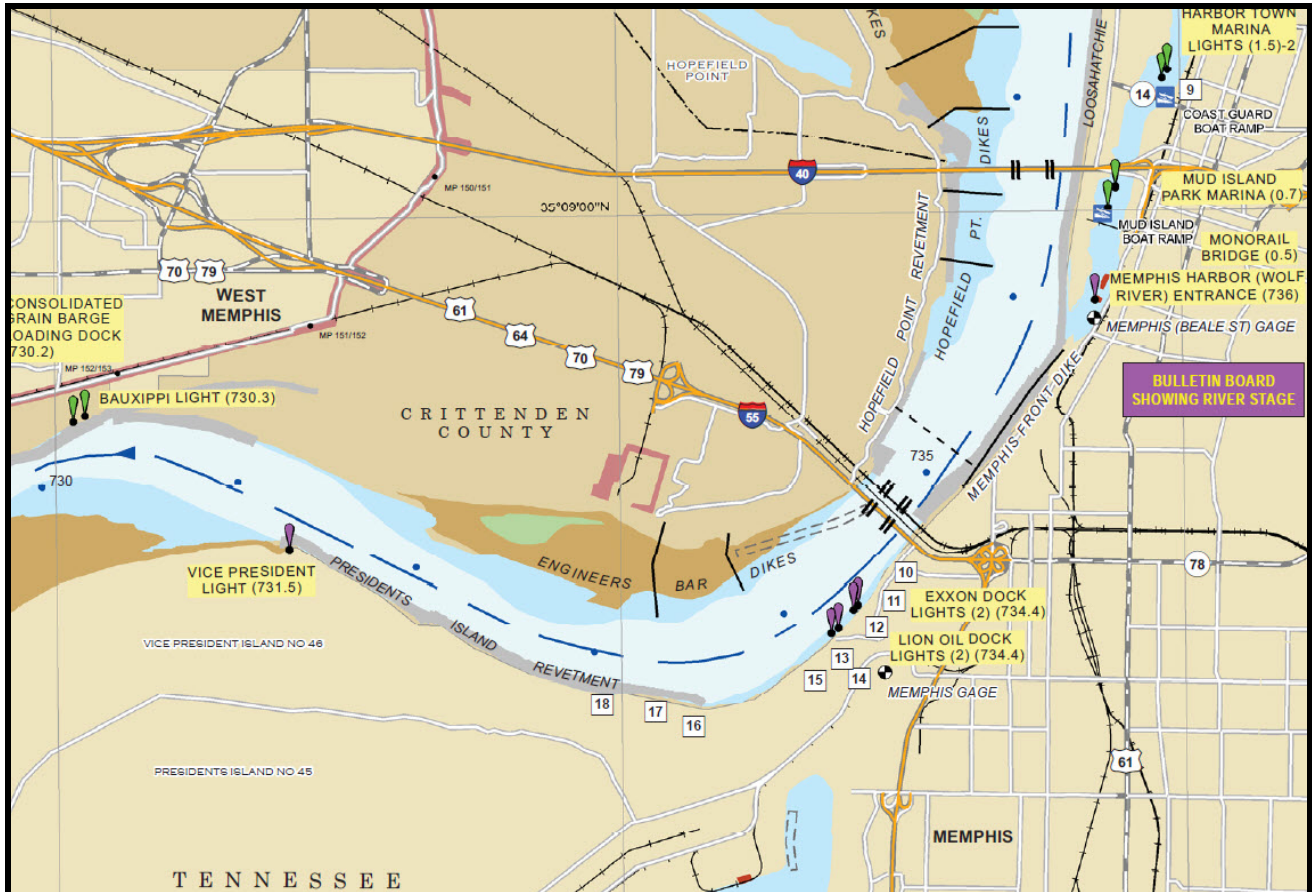 HARBOR TOWN
MARINA
LIGHTS (1.5)-2
14
9
COAST GUARD
BOAT RAMP
LOOSAHATCHIE
HOPEFIELD
POINT
40
MP 150/151
35°09'00"N
MUD ISLAND
PARK MARINA (0.7)
MUD ISLAND
BOAT RAMP
MONORAIL
BRIDGE (0.5)
MEMPHIS HARBOR (WOLF
RIVER) ENTRANCE (736)
MEMPHIS (BEALE ST) GAGE
BULLETIN BOARD
SHOWING RIVER STAGE
HOPEFIELD PT. DIKES
HOPEFIELD POINT REVETMENT
MEMPHIS FRONT DIKE
70 79
WEST
MEMPHIS
61
64
70
79
55
CONSOLIDATED
GRAIN BARGE
LOADING DOCK
730.2)
MP 151/152
MP 152/153
BAUXIPPI LIGHT (730.3)
CRITTENDEN
COUNTY
735
730
VICE PRESIDENT
LIGHT (731.5)
ENGINEERS BAR DIKES
PRESIDENTS ISLAND REVETMENT
78
10
11
12
13
14
15
16
17
18
EXXON DOCK
LIGHTS (2) (734.4)
LION OIL DOCK
LIGHTS (2) (734.4)
MEMPHIS GAGE
VICE PRESIDENT ISLAND NO 46
PRESIDENTS ISLAND NO 45
61
MEMPHIS
TENNESSEE